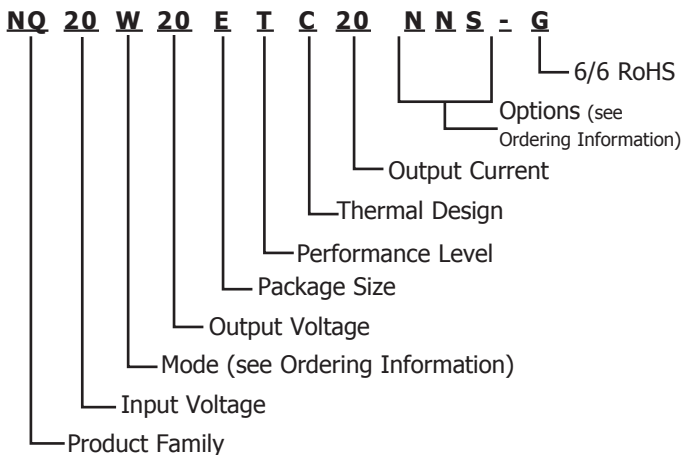 NQ 20 W 20 E T C 20 N N S - G
6/6 RoHS
Options (see
Ordering Information)
Output Current
Thermal Design
Performance Level
Package Size
Output Voltage
Mode (see Ordering Information)
Input Voltage
Product Family